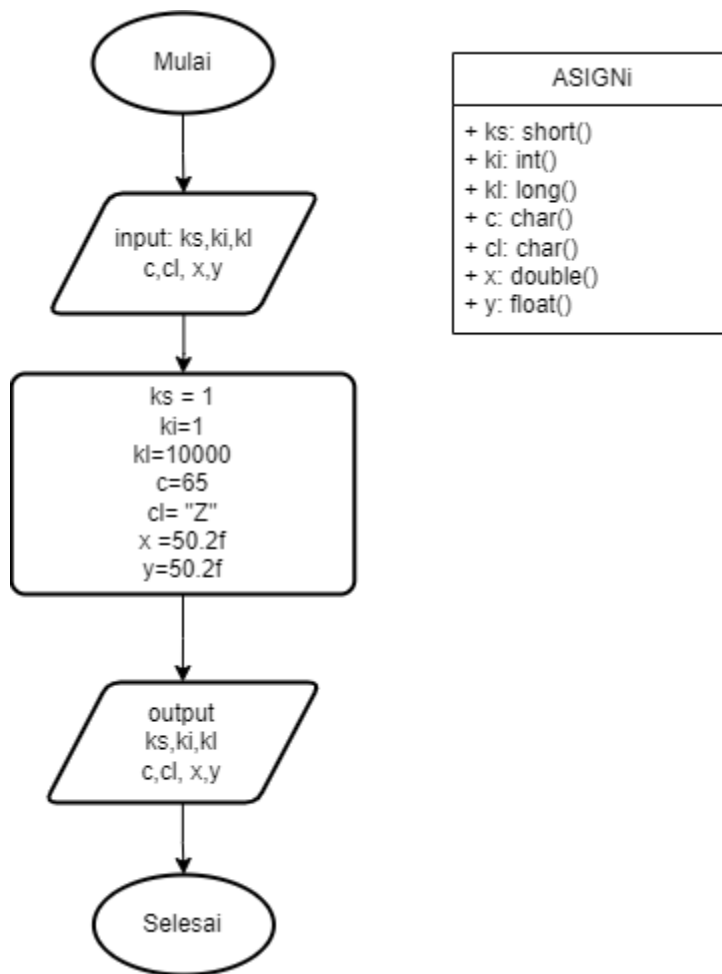 Mulai
input: ks,ki,kl
c,cl, x,y
ks = 1
ki=1
kl=10000
c=65
cl= "Z"
x =50.2f
y=50.2f
output
ks,ki,kl
c,cl, x,y
Selesai
ASIGNi
+ ks: short()
+ ki: int()
+ kl: long()
+ c: char()
+ cl: char()
+ x: double()
+ y: float()